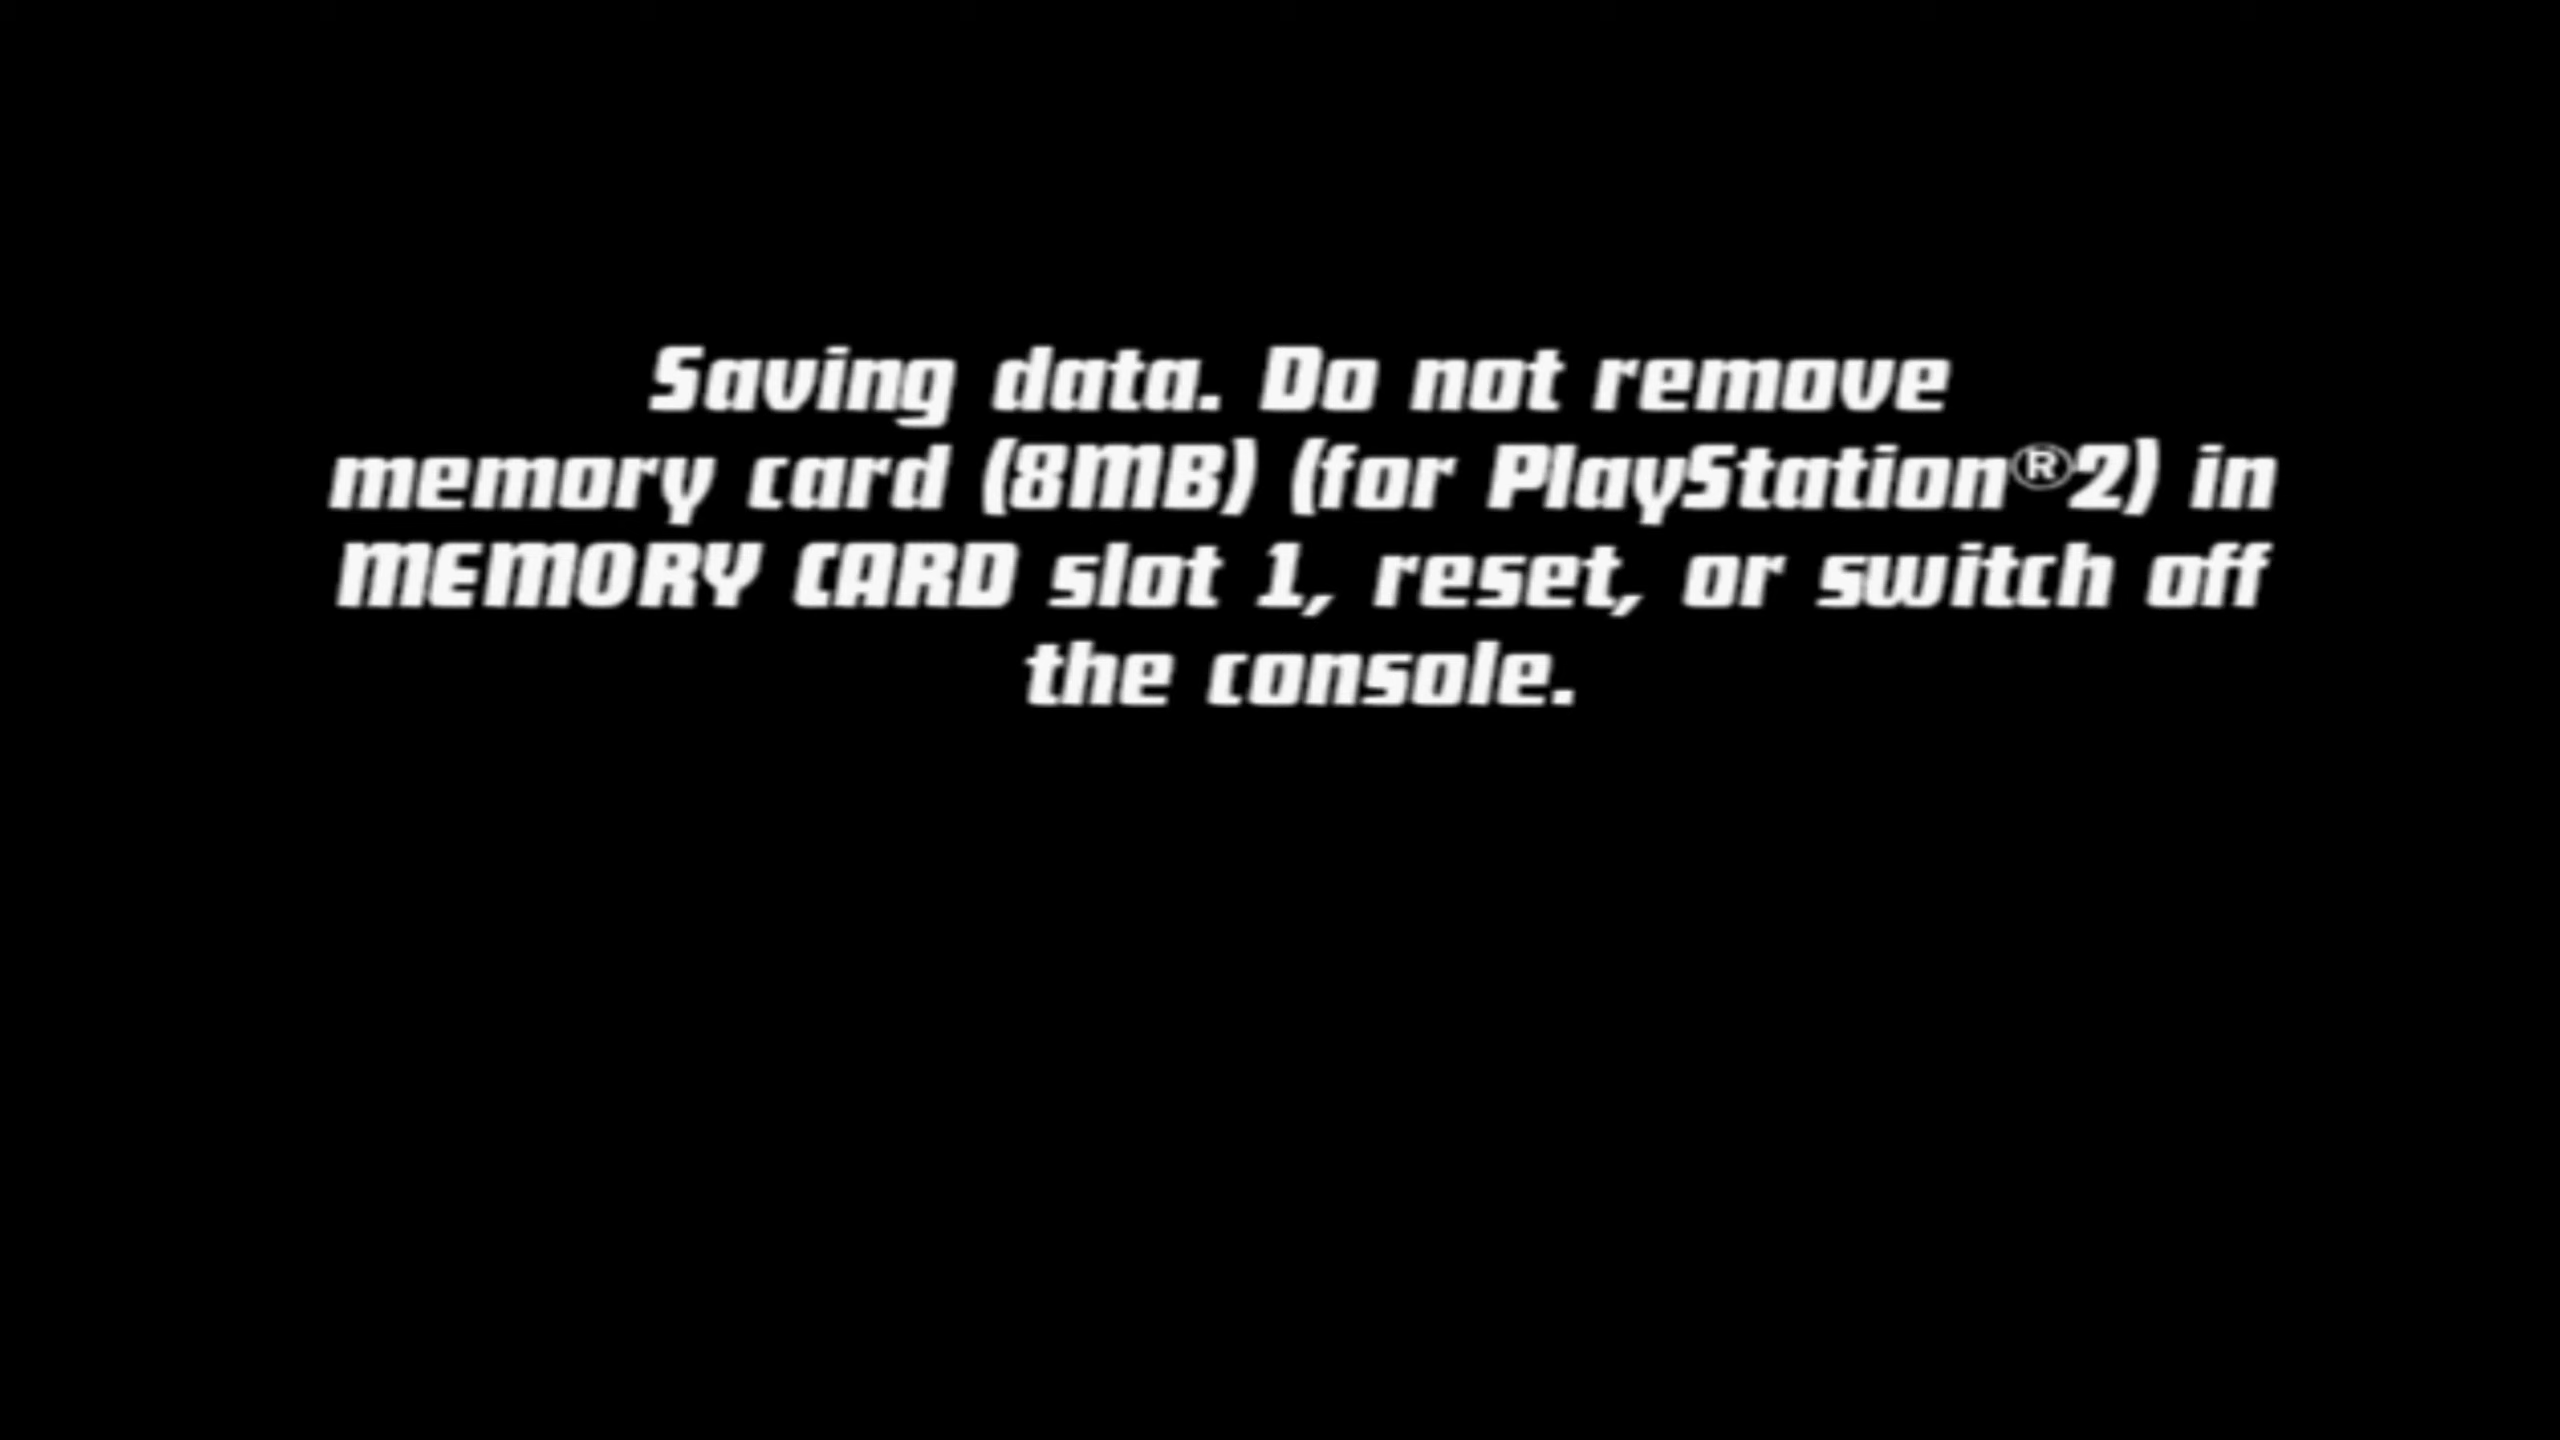 Saving data. Do not remove
memory card (8MB) (for PlayStation®2) in
MEMORY CARD slot 1, reset, or switch off
the console.